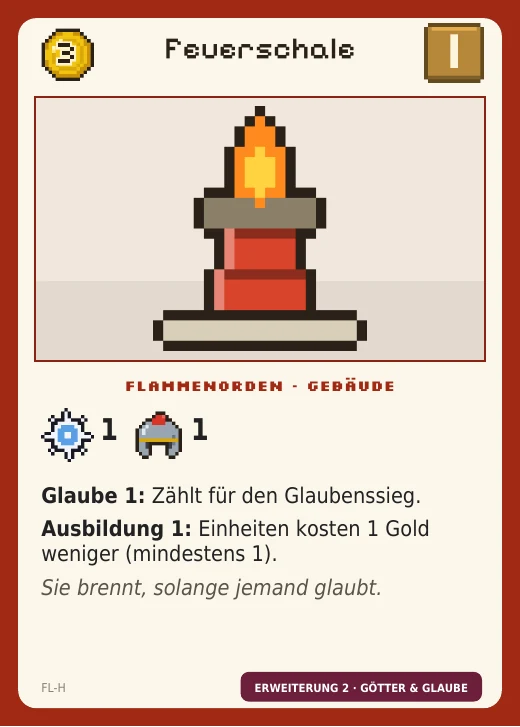 3
Feuerschale
I
FLAMMENORDEN · GEBÄUDE
1 1
Glaube 1: Zählt für den Glaubenssieg.
Ausbildung 1: Einheiten kosten 1 Gold
weniger (mindestens 1).
Sie brennt, solange jemand glaubt.
FL-H
ERWEITERUNG 2 · GÖTTER & GLAUBE